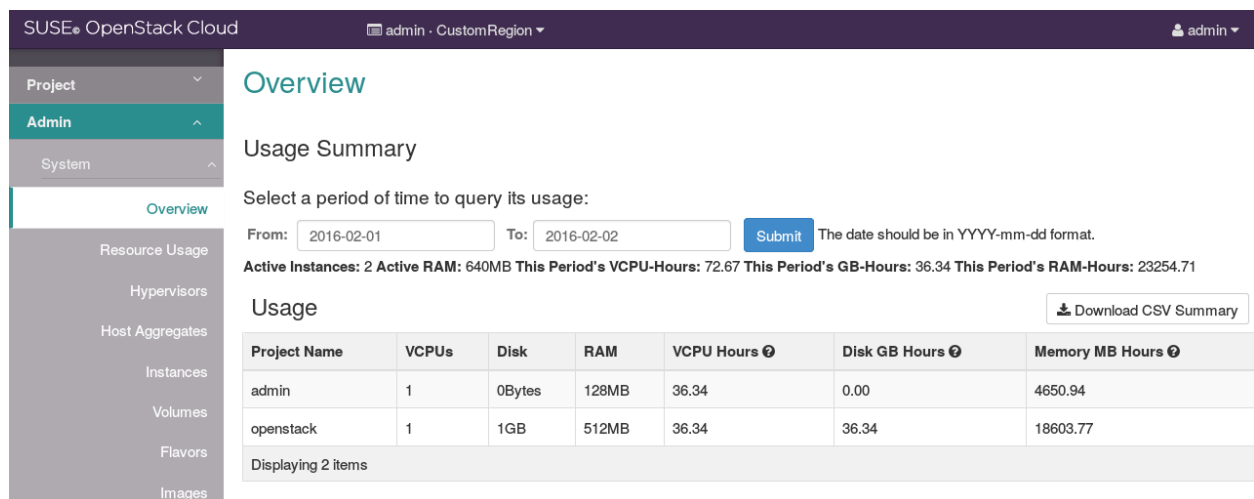 SUSE® OpenStack Cloud
admin · CustomRegion
admin
Project
Admin
System
Overview
Resource Usage
Hypervisors
Host Aggregates
Instances
Volumes
Flavors
Images
Overview
Usage Summary
Select a period of time to query its usage:
From: 2016-02-01 To: 2016-02-02 Submit The date should be in YYYY-mm-dd format.
Active Instances: 2 Active RAM: 640MB This Period's VCPU-Hours: 72.67 This Period's GB-Hours: 36.34 This Period's RAM-Hours: 23254.71
Usage
Download CSV Summary
Project Name VCPUs Disk RAM VCPU Hours Disk GB Hours Memory MB Hours
admin 1 0Bytes 128MB 36.34 0.00 4650.94
openstack 1 1GB 512MB 36.34 36.34 18603.77
Displaying 2 items